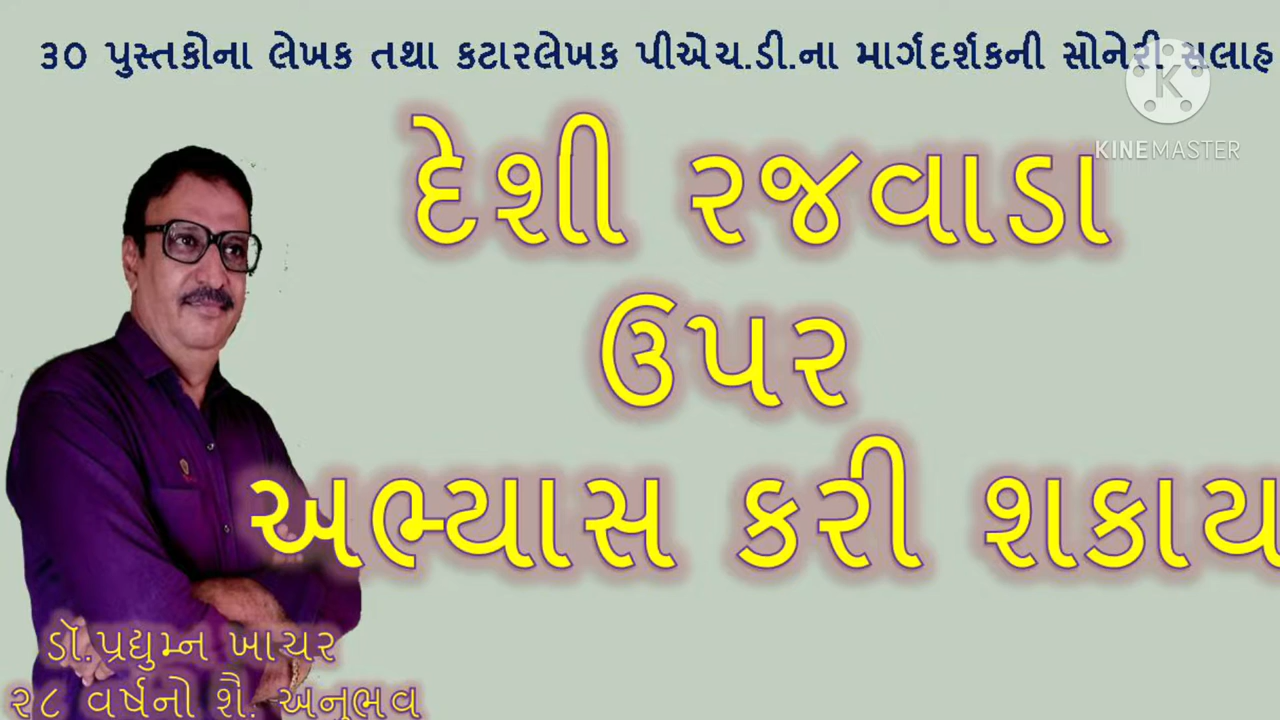 ૩૦ પુસ્તકોના લેખક તથા કટારલેખક પીએચ.ડી.ના માર્ગદર્શકની સોનેરી સલાહ
KINEMASTER
દેશી રજવાડા
ઉપર
અભ્યાસ કરી શકાય
ડૉ.પ્રદ્યુમ્ન ખાચર
૨૮ વર્ષનો શૈ. અનુભવ